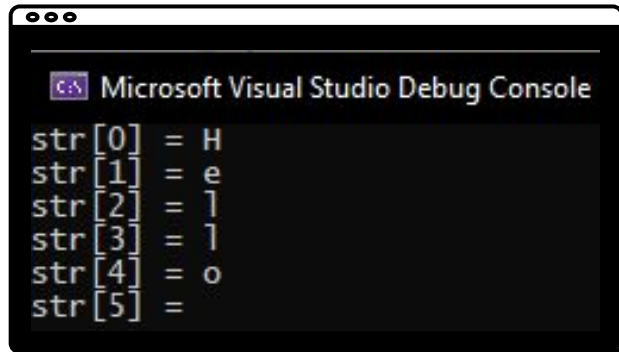 Microsoft Visual Studio Debug Console
str[0] = H
str[1] = e
str[2] = l
str[3] = l
str[4] = o
str[5] =